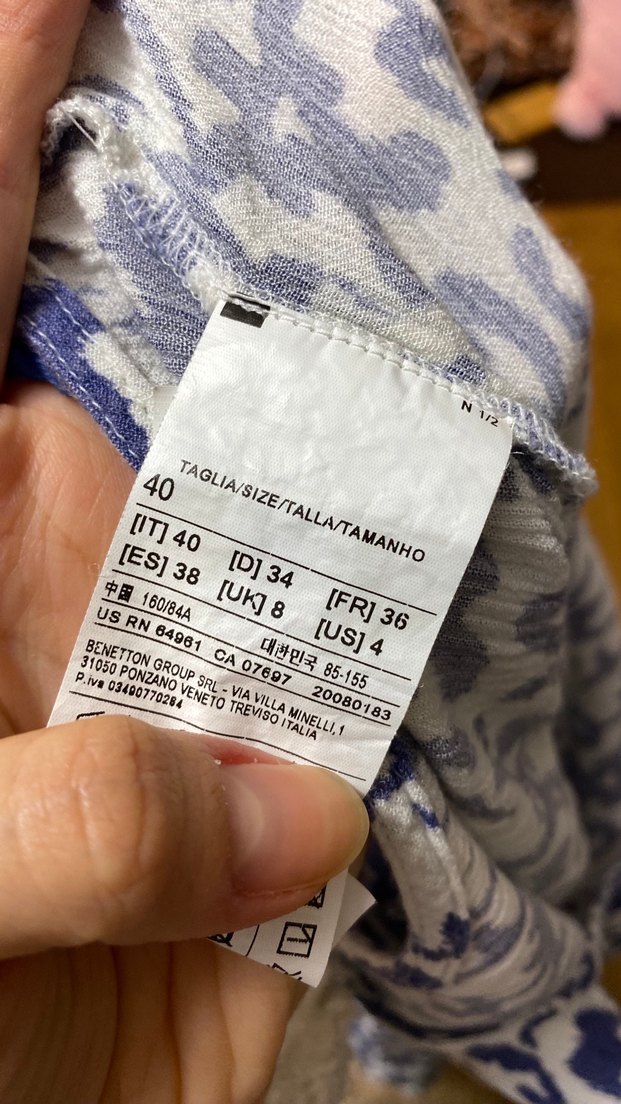 N 1/2
TAGLIA/SIZE/TALLA/TAMANHO
40
[IT] 40 [D] 34 [FR] 36
[ES] 38 [UK] 8 [US] 4
中国 160/84A 대한민국 85-155
US RN 64961 CA 07697 20080183
BENETTON GROUP SRL - VIA VILLA MINELLI,1
31050 PONZANO VENETO TREVISO ITALIA
P.iva 03490770264